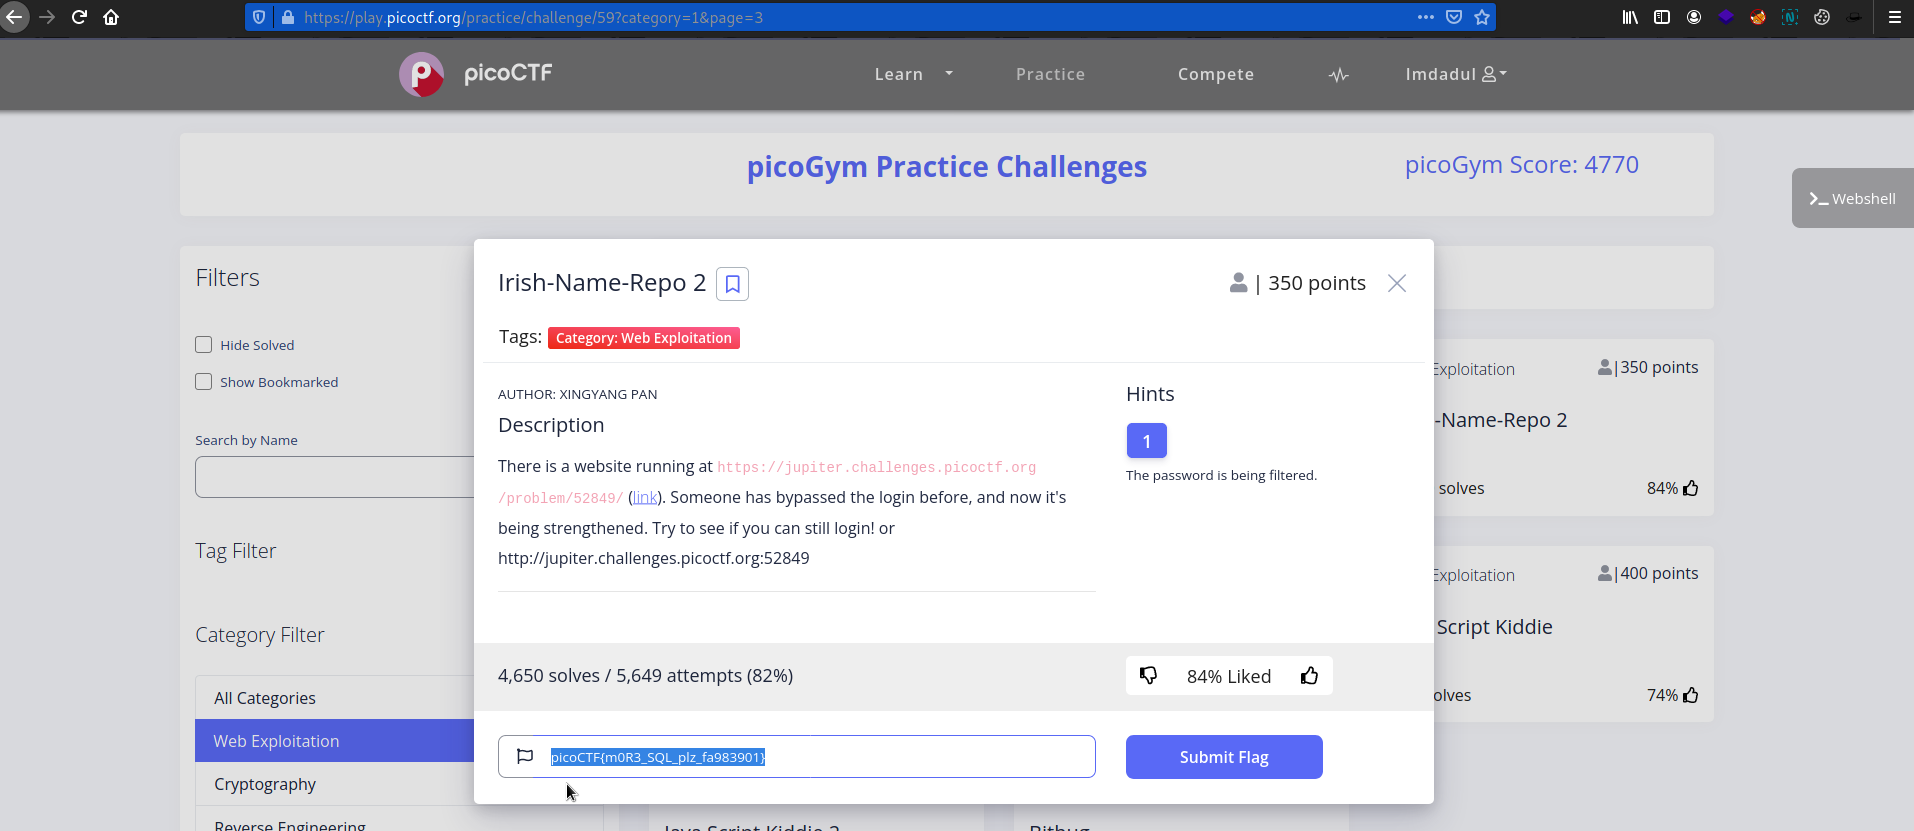 https://play.picoctf.org/practice/challenge/59?category=1&page=3
picoCTF
Learn
Practice
Compete
Imdadul
picoGym Practice Challenges
picoGym Score: 4770
Webshell
Filters
Hide Solved
Show Bookmarked
Search by Name
Tag Filter
Category Filter
All Categories
Web Exploitation
Cryptography
Reverse Engineering
Irish-Name-Repo 2
| 350 points
Tags: Category: Web Exploitation
AUTHOR: XINGYANG PAN
Description
There is a website running at https://jupiter.challenges.picoctf.org
/problem/52849/ (link). Someone has bypassed the login before, and now it's
being strengthened. Try to see if you can still login! or
http://jupiter.challenges.picoctf.org:52849
Hints
1
The password is being filtered.
4,650 solves / 5,649 attempts (82%)
84% Liked
picoCTF{m0R3_SQL_plz_fa983901}
Submit Flag
Exploitation
|350 points
-Name-Repo 2
solves
84%
Exploitation
|400 points
Script Kiddie
olves
74%
Java Script Kiddie 2
Bithug